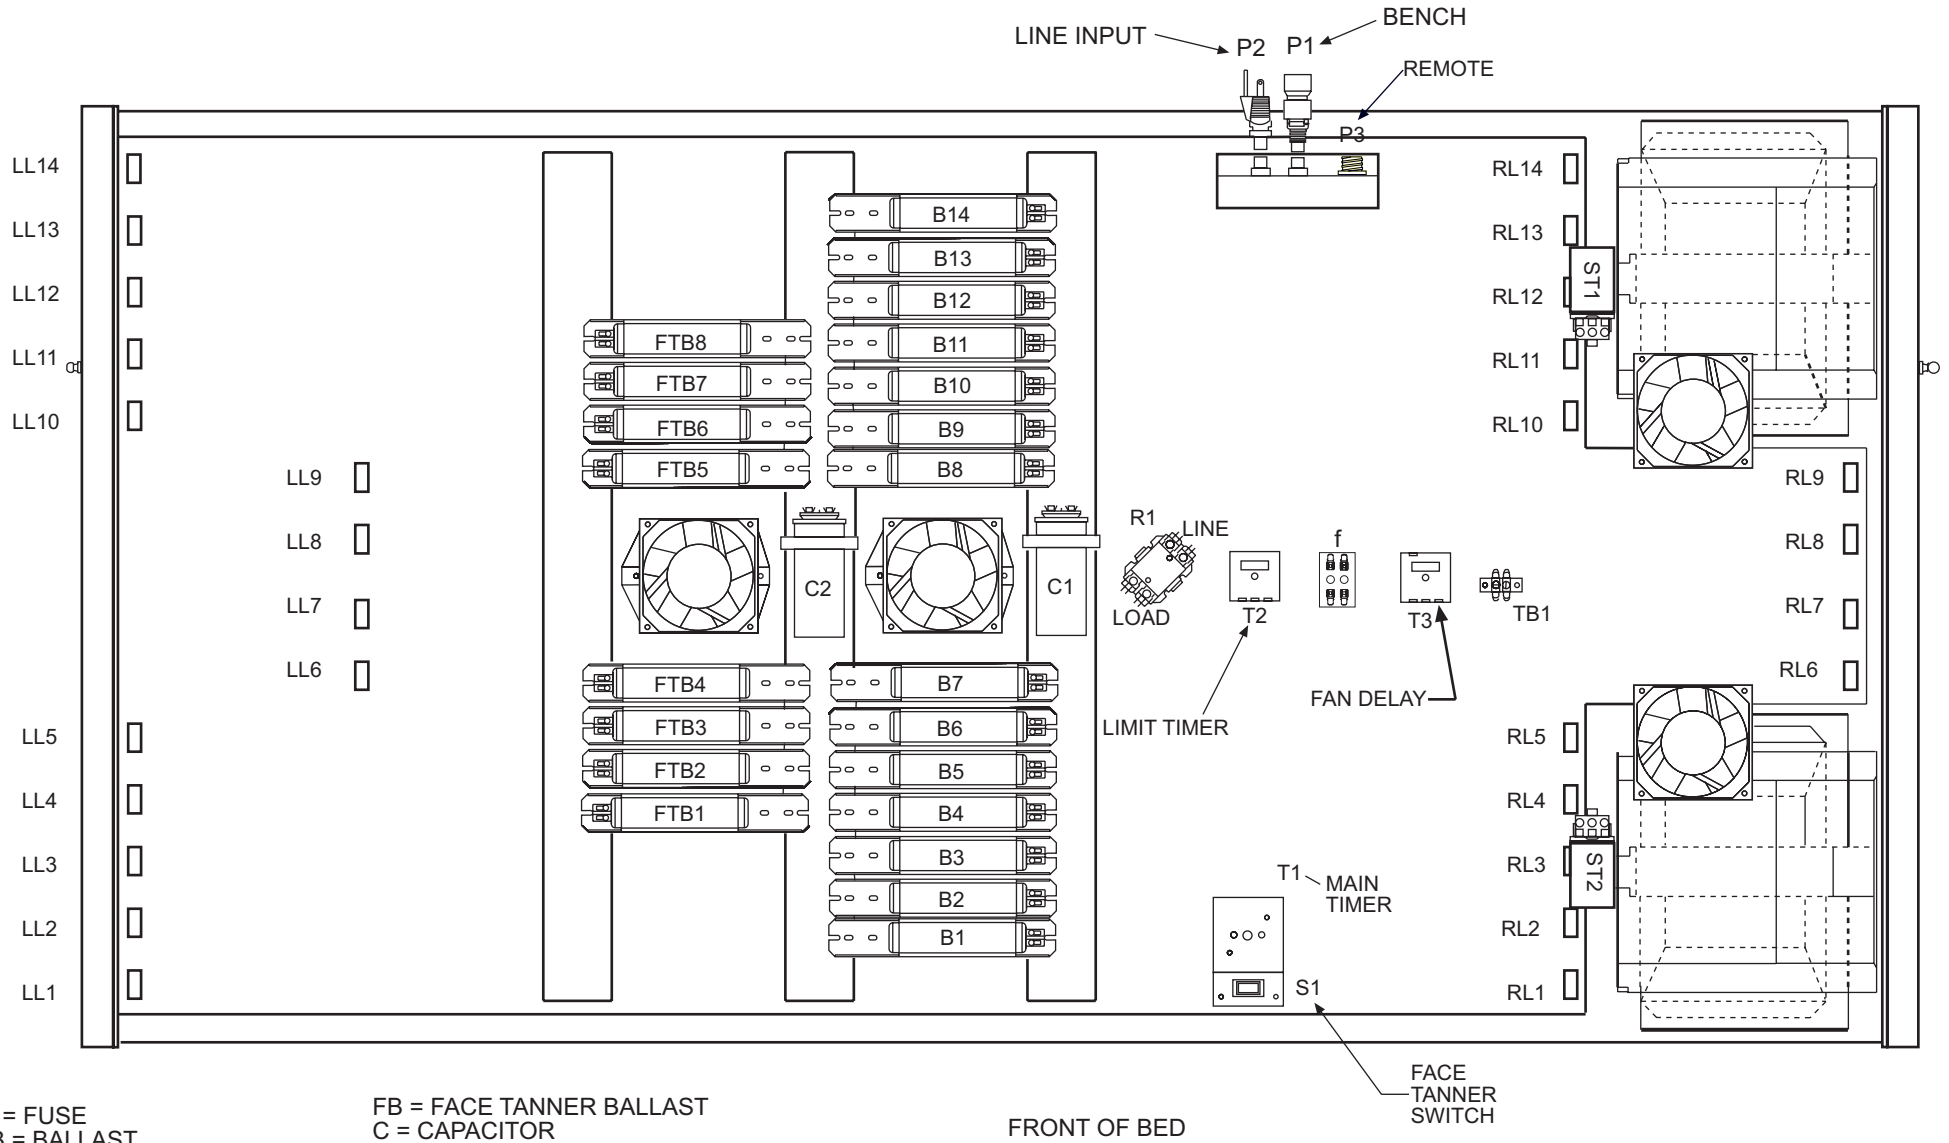 BENCH
LINE INPUT
P2
P1
REMOTE
P3
LL14
RL14
B14
LL13
RL13
B13
ST1
LL12
RL12
B12
FTB8
B11
LL11
RL11
FTB7
B10
LL10
RL10
FTB6
B9
FTB5
B8
LL9
RL9
R1
LINE
f
LL8
RL8
C2
C1
LL7
RL7
LOAD
T2
T3
TB1
LL6
RL6
FTB4
B7
FAN DELAY
LIMIT TIMER
FTB3
B6
LL5
RL5
FTB2
B5
LL4
RL4
FTB1
B4
LL3
RL3
B3
ST2
T1
MAIN
TIMER
B2
LL2
RL2
B1
LL1
RL1
S1
FACE
TANNER
SWITCH
= FUSE
= BALLAST
FB = FACE TANNER BALLAST
C = CAPACITOR
FRONT OF BED